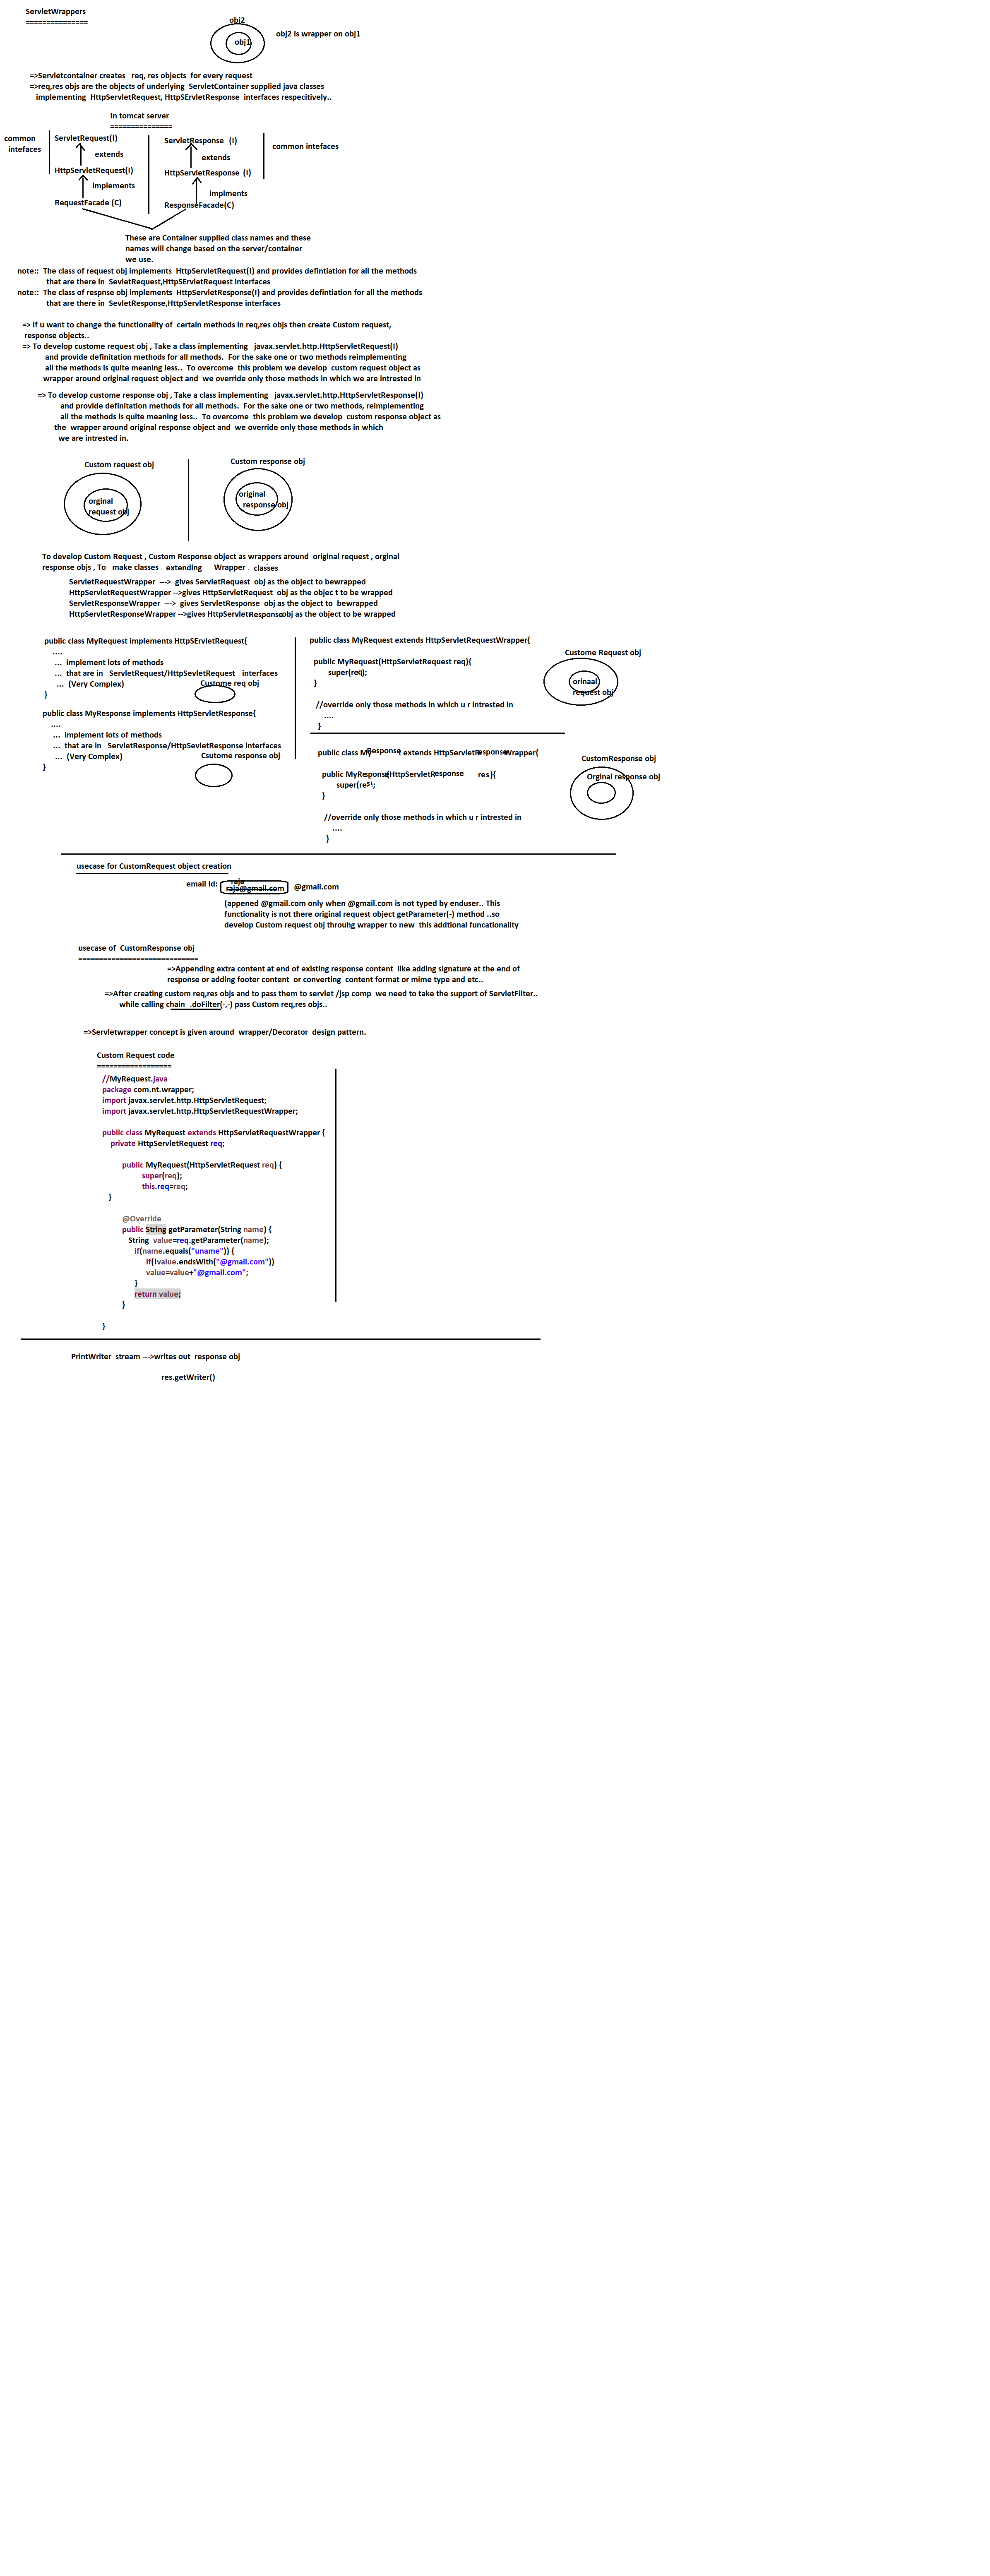 ServletWrappers
===============
obj2
obj1
obj2 is wrapper on obj1
=>Servletcontainer creates req, res objects for every request
=>req,res objs are the objects of underlying ServletContainer supplied java classes
implementing HttpServletRequest, HttpSErvletResponse interfaces respecitively..
In tomcat server
===============
common
intefaces
ServletRequest(I)
extends
HttpServletRequest(I)
implements
RequestFacade (C)
ServletResponse (I)
extends
HttpServletResponse (I)
implments
ResponseFacade(C)
common intefaces
These are Container supplied class names and these
names will change based on the server/container
we use.
note:: The class of request obj implements HttpServletRequest(I) and provides defintiation for all the methods
that are there in SevletRequest,HttpSErvletRequest interfaces
note:: The class of respnse obj implements HttpServletResponse(I) and provides defintiation for all the methods
that are there in SevletResponse,HttpServletResponse interfaces
=> if u want to change the functionality of certain methods in req,res objs then create Custom request,
response objects..
=> To develop custome request obj , Take a class implementing javax.servlet.http.HttpServletRequest(I)
and provide definitation methods for all methods. For the sake one or two methods reimplementing
all the methods is quite meaning less.. To overcome this problem we develop custom request object as
wrapper around original request object and we override only those methods in which we are intrested in
=> To develop custome response obj , Take a class implementing javax.servlet.http.HttpServletResponse(I)
and provide definitation methods for all methods. For the sake one or two methods, reimplementing
all the methods is quite meaning less.. To overcome this problem we develop custom response object as
the wrapper around original response object and we override only those methods in which
we are intrested in.
Custom request obj
orginal
request obj
Custom response obj
original
response obj
To develop Custom Request , Custom Response object as wrappers around original request , orginal
response objs , To make classes extending Wrapper classes
ServletRequestWrapper ---> gives ServletRequest obj as the object to bewrapped
HttpServletRequestWrapper -->gives HttpServletRequest obj as the objec t to be wrapped
ServletResponseWrapper ---> gives ServletResponse obj as the object to bewrapped
HttpServletResponseWrapper -->gives HttpServletResponseobj as the object to be wrapped
public class MyRequest implements HttpSErvletRequest{
....
... implement lots of methods
... that are in ServletRequest/HttpSevletRequest interfaces
... (Very Complex)
}
Custome req obj
public class MyResponse implements HttpServletResponse{
....
... implement lots of methods
... that are in ServletResponse/HttpSevletResponse interfaces
... (Very Complex)
}
Csutome response obj
public class MyRequest extends HttpServletRequestWrapper{
public MyRequest(HttpServletRequest req){
super(req);
}
//override only those methods in which u r intrested in
....
}
Custome Request obj
orinaal
request obj
public class MyResponse extends HttpServletResponseWrapper{
public MyResponse(HttpServletResponse res){
super(res);
}
//override only those methods in which u r intrested in
....
}
CustomResponse obj
Orginal response obj
usecase for CustomRequest object creation
email Id:
raja
raja@gmail.com
@gmail.com
(appened @gmail.com only when @gmail.com is not typed by enduser.. This
functionality is not there original request object getParameter(-) method ..so
develop Custom request obj throuhg wrapper to new this addtional funcationality
usecase of CustomResponse obj
=============================
=>Appending extra content at end of existing response content like adding signature at the end of
response or adding footer content or converting content format or mime type and etc..
=>After creating custom req,res objs and to pass them to servlet /jsp comp we need to take the support of ServletFilter..
while calling chain .doFilter(-,-) pass Custom req,res objs..
=>Servletwrapper concept is given around wrapper/Decorator design pattern.
Custom Request code
==================
//MyRequest.java
package com.nt.wrapper;
import javax.servlet.http.HttpServletRequest;
import javax.servlet.http.HttpServletRequestWrapper;
public class MyRequest extends HttpServletRequestWrapper {
private HttpServletRequest req;
public MyRequest(HttpServletRequest req) {
super(req);
this.req=req;
}
@Override
public String getParameter(String name) {
String value=req.getParameter(name);
if(name.equals("uname")) {
if(!value.endsWith("@gmail.com"))
value=value+"@gmail.com";
}
return value;
}
}
PrintWriter stream --->writes out response obj
res.getWriter()